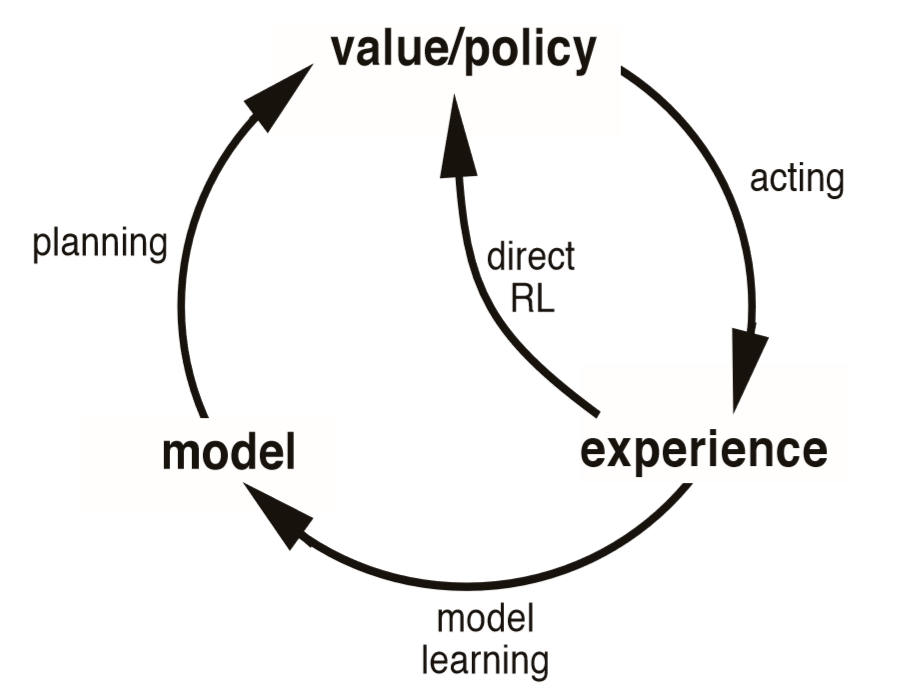 value/policy
acting
planning
direct
RL
model
experience
model
learning